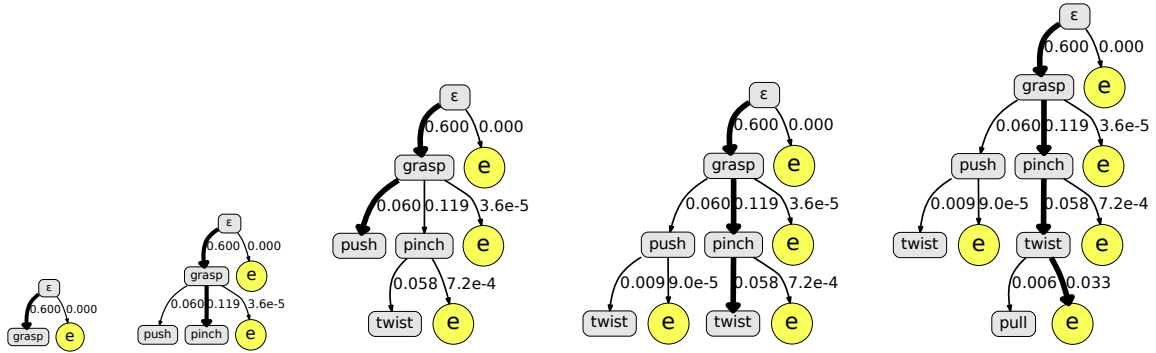 ε
0.600 0.000
grasp e
ε
0.600 0.000
grasp e
0.060 0.119 3.6e-5
push pinch e
ε
0.600 0.000
grasp e
0.060 0.119 3.6e-5
push pinch e
0.058 7.2e-4
twist e
ε
0.600 0.000
grasp e
0.060 0.119 3.6e-5
push pinch e
0.009 9.0e-5 0.058 7.2e-4
twist e twist e
ε
0.600 0.000
grasp e
0.060 0.119 3.6e-5
push pinch e
0.009 9.0e-5 0.058 7.2e-4
twist e twist e
0.006 0.033
pull e